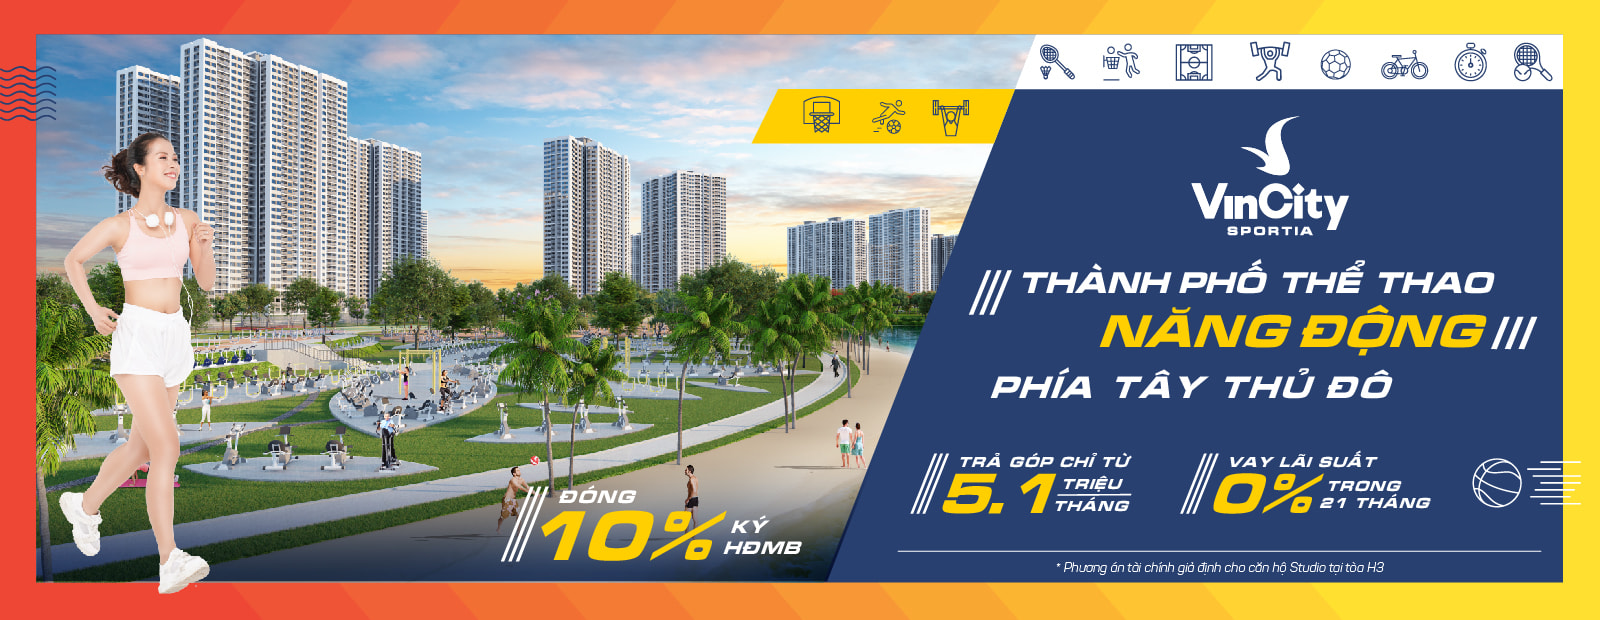 VinCity
SPORTIA
THÀNH PHỐ THỂ THAO
NĂNG ĐỘNG
PHÍA TÂY THỦ ĐÔ
TRẢ GÓP CHỈ TỪ
5.1 TRIỆU
THÁNG
VAY LÃI SUẤT
0% TRONG
21 THÁNG
ĐÓNG
10% KÝ
HĐMB
* Phương án tài chính giả định cho căn hộ Studio tại tòa H3